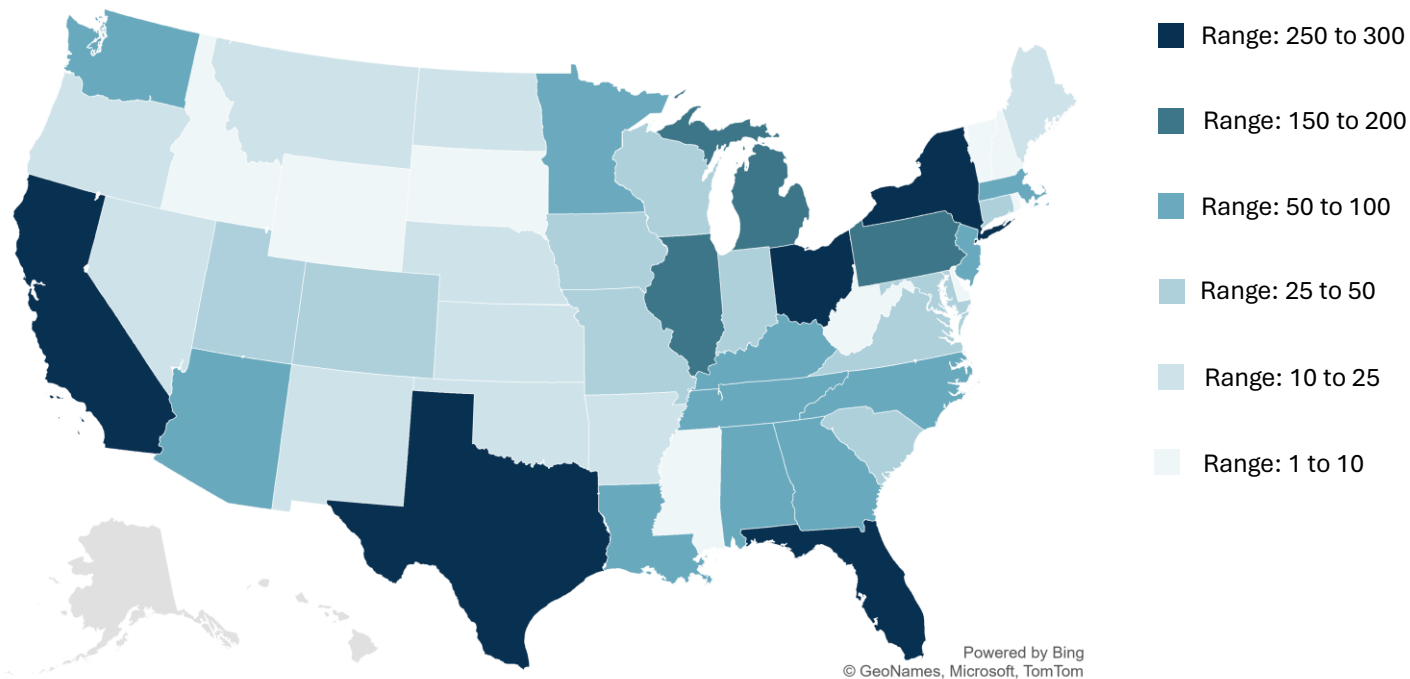 Range: 250 to 300
Range: 150 to 200
Range: 50 to 100
Range: 25 to 50
Range: 10 to 25
Range: 1 to 10
Powered by Bing
© GeoNames, Microsoft, TomTom